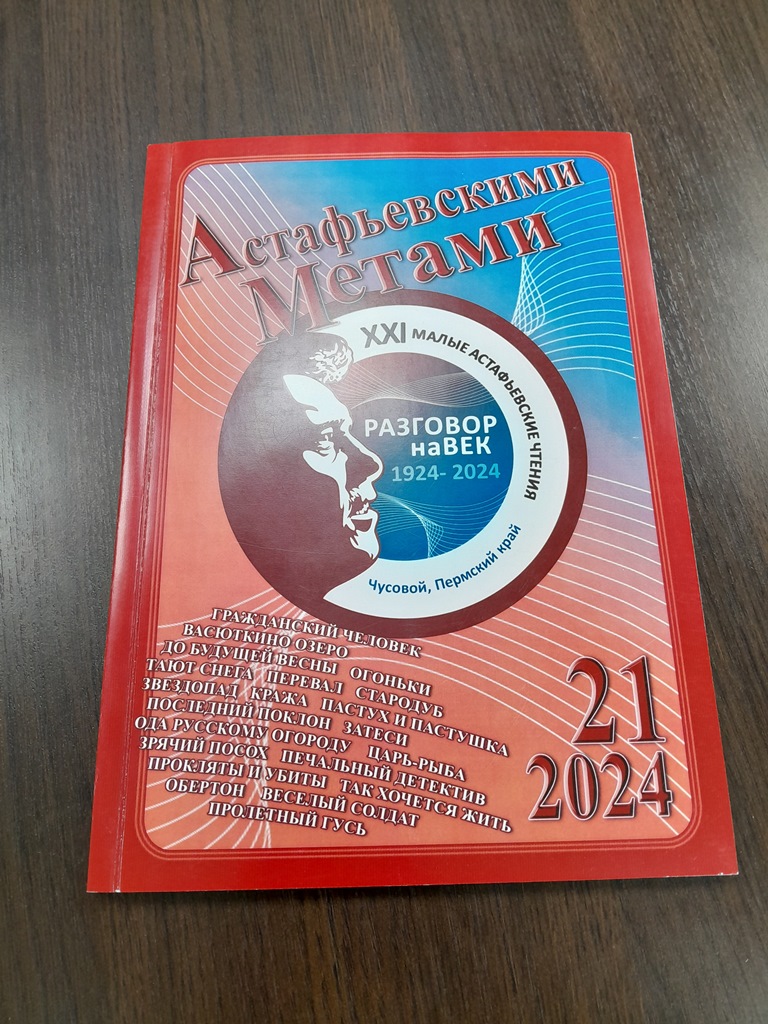 Астафьевскими
Метами
XXI МАЛЫЕ АСТАФЬЕВСКИЕ ЧТЕНИЯ
РАЗГОВОР
наВЕК
1924- 2024
Чусовой, Пермский край
ГРАЖДАНСКИЙ ЧЕЛОВЕК
ВАСЮТКИНО ОЗЕРО
ДО БУДУЩЕЙ ВЕСНЫ ОГОНЬКИ
ТАЮТ СНЕГА ПЕРЕВАЛ СТАРОДУБ
ЗВЕЗДОПАД КРАЖА ПАСТУХ И ПАСТУШКА
ПОСЛЕДНИЙ ПОКЛОН ЗАТЕСИ
ОДА РУССКОМУ ОГОРОДУ ЦАРЬ-РЫБА
ЗРЯЧИЙ ПОСОХ ПЕЧАЛЬНЫЙ ДЕТЕКТИВ
ПРОКЛЯТЫ И УБИТЫ ТАК ХОЧЕТСЯ ЖИТЬ
ОБЕРТОН ВЕСЕЛЫЙ СОЛДАТ
ПРОЛЕТНЫЙ ГУСЬ
21
2024